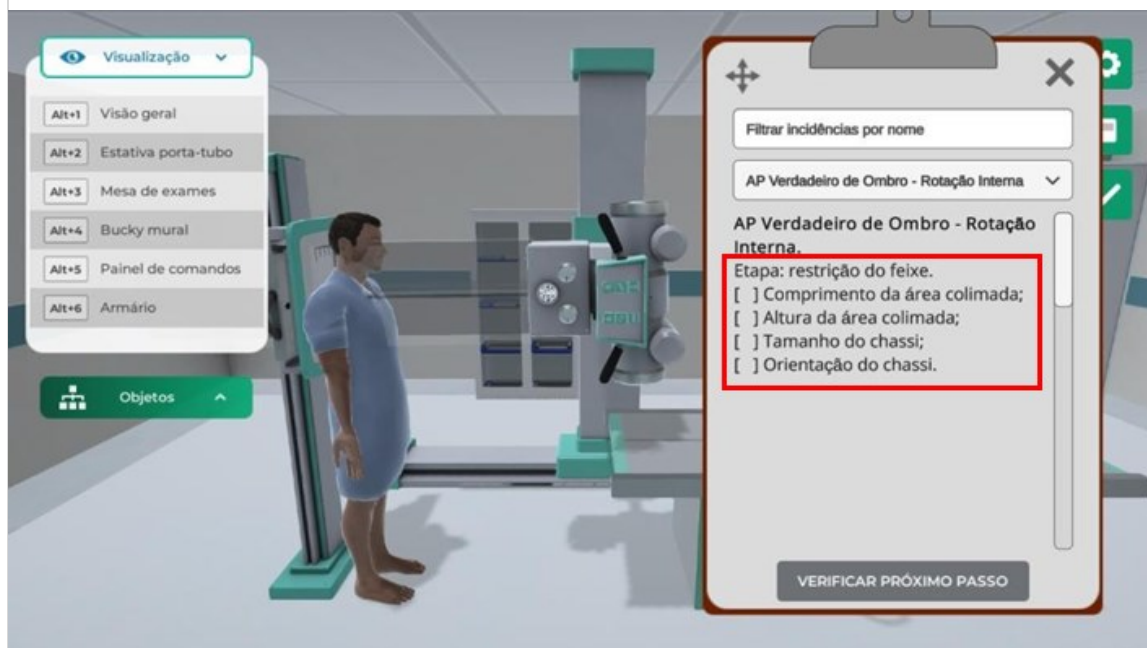 Visualização
Alt+1 Visão geral
Alt+2 Estativa porta-tubo
Alt+3 Mesa de exames
Alt+4 Bucky mural
Alt+5 Painel de comandos
Alt+6 Armário
Objetos
Filtrar incidências por nome
AP Verdadeiro de Ombro - Rotação Interna
AP Verdadeiro de Ombro - Rotação
Interna.
Etapa: restrição do feixe.
[ ] Comprimento da área colimada;
[ ] Altura da área colimada;
[ ] Tamanho do chassi;
[ ] Orientação do chassi.
VERIFICAR PRÓXIMO PASSO